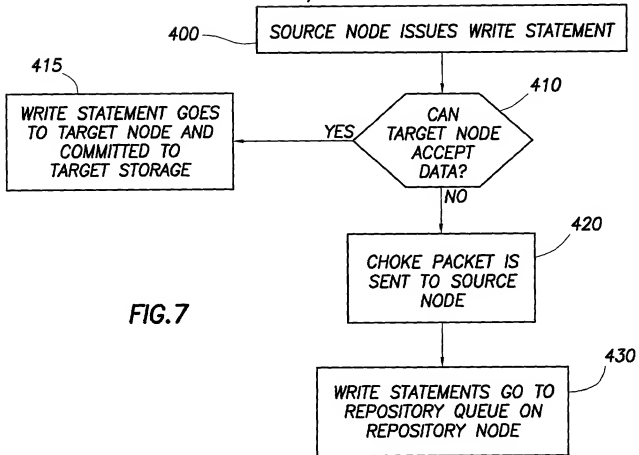 400
SOURCE NODE ISSUES WRITE STATEMENT
415
410
WRITE STATEMENT GOES
TO TARGET NODE AND
COMMITTED TO
TARGET STORAGE
YES
CAN
TARGET NODE
ACCEPT
DATA?
NO
420
CHOKE PACKET IS
SENT TO SOURCE
NODE
FIG.7
430
WRITE STATEMENTS GO TO
REPOSITORY QUEUE ON
REPOSITORY NODE